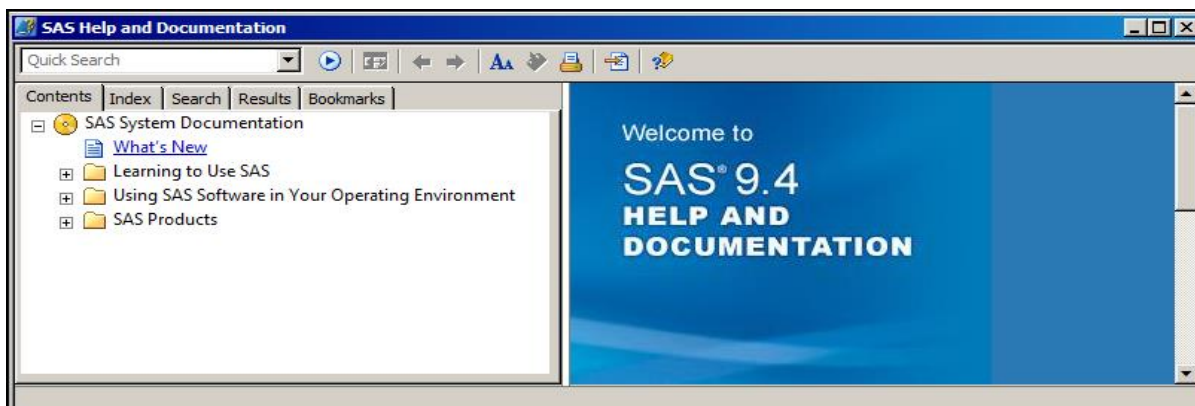 SAS Help and Documentation
Quick Search
Contents Index Search Results Bookmarks
SAS System Documentation
What's New
Learning to Use SAS
Using SAS Software in Your Operating Environment
SAS Products
Welcome to
SAS® 9.4
HELP AND
DOCUMENTATION